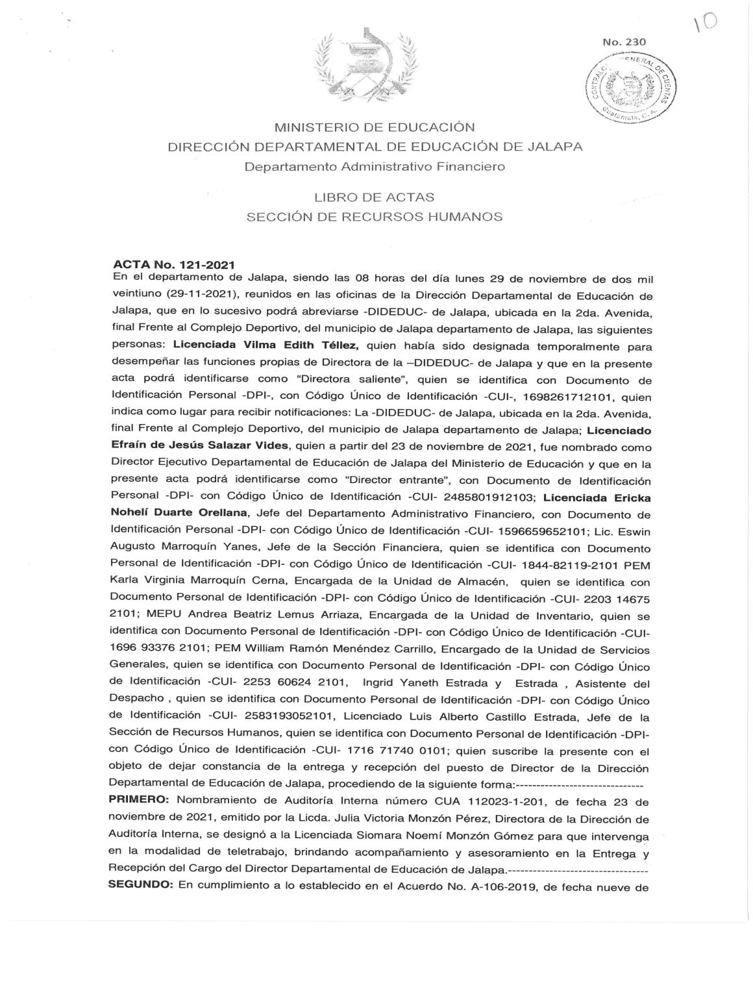 10
No. 230
CONTRALORÍA GENERAL DE CUENTAS
Guatemala, C. A.
MINISTERIO DE EDUCACIÓN
DIRECCIÓN DEPARTAMENTAL DE EDUCACIÓN DE JALAPA
Departamento Administrativo Financiero
LIBRO DE ACTAS
SECCIÓN DE RECURSOS HUMANOS
ACTA No. 121-2021
En el departamento de Jalapa, siendo las 08 horas del día lunes 29 de noviembre de dos mil
veintiuno (29-11-2021), reunidos en las oficinas de la Dirección Departamental de Educación de
Jalapa, que en lo sucesivo podrá abreviarse -DIDEDUC- de Jalapa, ubicada en la 2da. Avenida,
final Frente al Complejo Deportivo, del municipio de Jalapa departamento de Jalapa, las siguientes
personas: Licenciada Vilma Edith Téllez, quien había sido designada temporalmente para
desempeñar las funciones propias de Directora de la –DIDEDUC- de Jalapa y que en la presente
acta podrá identificarse como “Directora saliente”, quien se identifica con Documento de
Identificación Personal -DPI-, con Código Único de Identificación -CUI-, 1698261712101, quien
indica como lugar para recibir notificaciones: La -DIDEDUC- de Jalapa, ubicada en la 2da. Avenida,
final Frente al Complejo Deportivo, del municipio de Jalapa departamento de Jalapa; Licenciado
Efraín de Jesús Salazar Vides, quien a partir del 23 de noviembre de 2021, fue nombrado como
Director Ejecutivo Departamental de Educación de Jalapa del Ministerio de Educación y que en la
presente acta podrá identificarse como “Director entrante”, con Documento de Identificación
Personal -DPI- con Código Único de Identificación -CUI- 2485801912103; Licenciada Ericka
Nohelí Duarte Orellana, Jefe del Departamento Administrativo Financiero, con Documento de
Identificación Personal -DPI- con Código Único de Identificación -CUI- 1596659652101; Lic. Eswin
Augusto Marroquín Yanes, Jefe de la Sección Financiera, quien se identifica con Documento
Personal de Identificación -DPI- con Código Único de Identificación -CUI- 1844-82119-2101 PEM
Karla Virginia Marroquín Cerna, Encargada de la Unidad de Almacén, quien se identifica con
Documento Personal de Identificación -DPI- con Código Único de Identificación -CUI- 2203 14675
2101; MEPU Andrea Beatriz Lemus Arriaza, Encargada de la Unidad de Inventario, quien se
identifica con Documento Personal de Identificación -DPI- con Código Único de Identificación -CUI-
1696 93376 2101; PEM William Ramón Menéndez Carrillo, Encargado de la Unidad de Servicios
Generales, quien se identifica con Documento Personal de Identificación -DPI- con Código Único
de Identificación -CUI- 2253 60624 2101, Ingrid Yaneth Estrada y Estrada , Asistente del
Despacho , quien se identifica con Documento Personal de Identificación -DPI- con Código Único
de Identificación -CUI- 2583193052101, Licenciado Luis Alberto Castillo Estrada, Jefe de la
Sección de Recursos Humanos, quien se identifica con Documento Personal de Identificación -DPI-
con Código Único de Identificación -CUI- 1716 71740 0101; quien suscribe la presente con el
objeto de dejar constancia de la entrega y recepción del puesto de Director de la Dirección
Departamental de Educación de Jalapa, procediendo de la siguiente forma:-------------------------------
PRIMERO: Nombramiento de Auditoría Interna número CUA 112023-1-201, de fecha 23 de
noviembre de 2021, emitido por la Licda. Julia Victoria Monzón Pérez, Directora de la Dirección de
Auditoría Interna, se designó a la Licenciada Siomara Noemí Monzón Gómez para que intervenga
en la modalidad de teletrabajo, brindando acompañamiento y asesoramiento en la Entrega y
Recepción del Cargo del Director Departamental de Educación de Jalapa.----------------------------------
SEGUNDO: En cumplimiento a lo establecido en el Acuerdo No. A-106-2019, de fecha nueve de